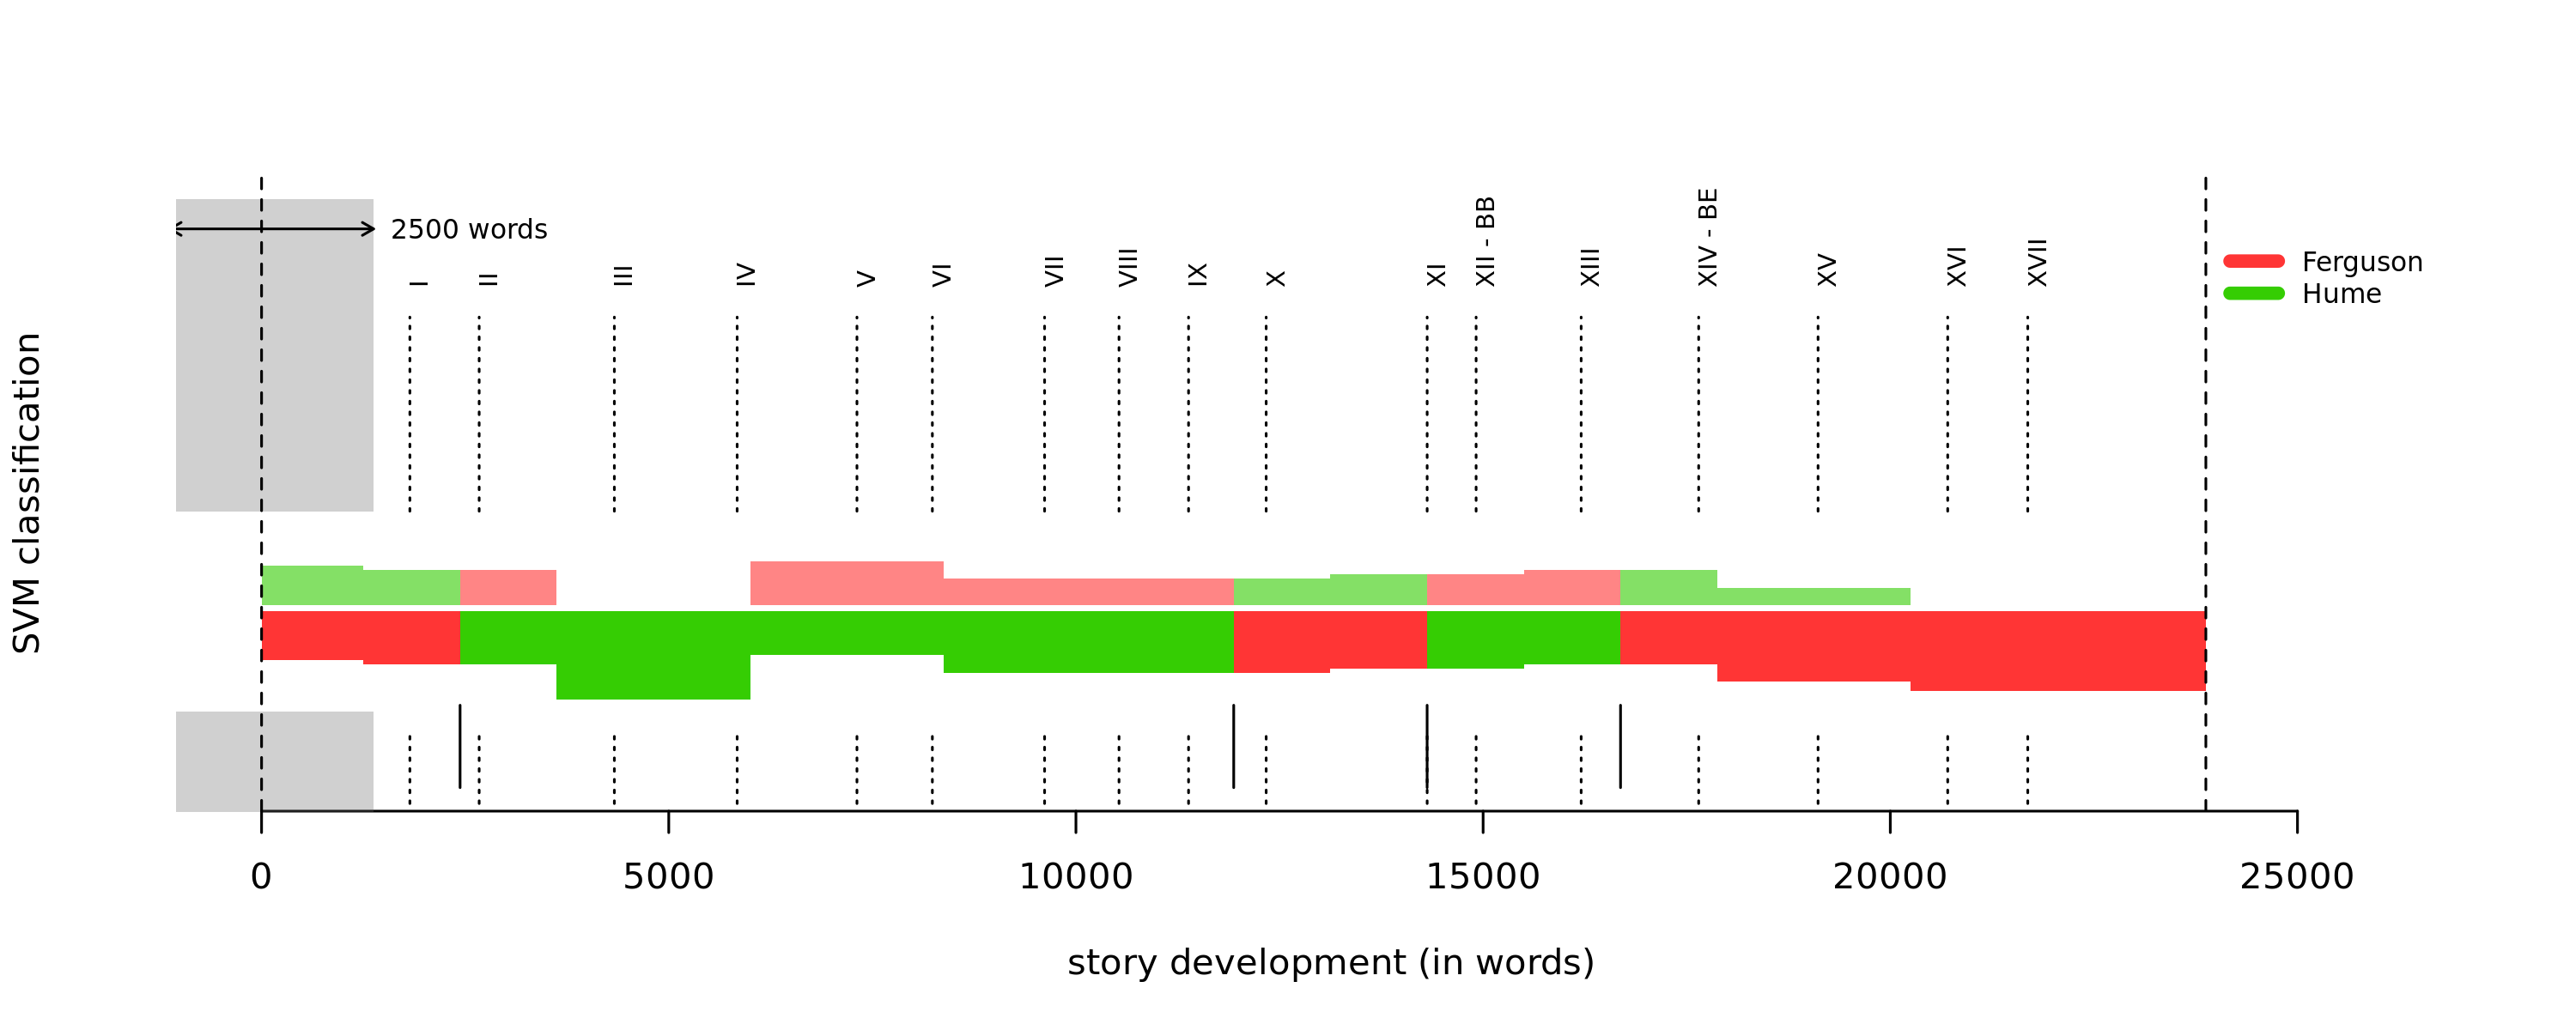 2500 words
I
II
III
IV
V
VI
VII
VIII
IX
X
XI
XII - BB
XIII
XIV - BE
XV
XVI
XVII
Ferguson
Hume
SVM classification
0
5000
10000
15000
20000
25000
story development (in words)